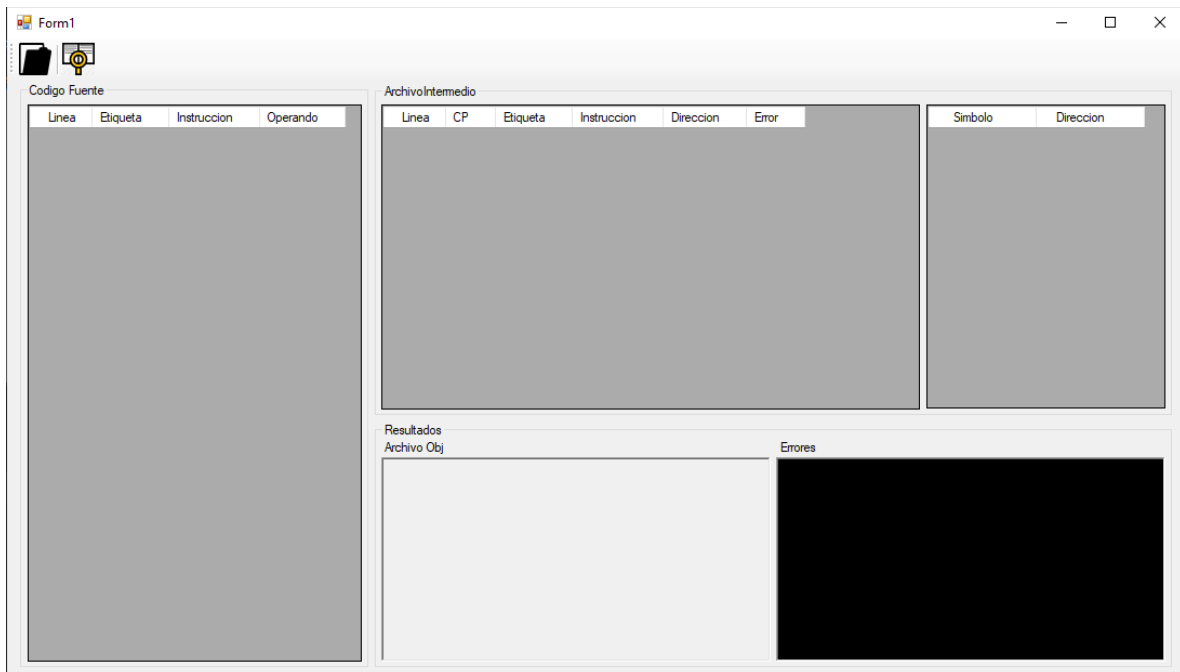 Form1
Codigo Fuente
Linea Etiqueta Instruccion Operando
ArchivoIntermedio
Linea CP Etiqueta Instruccion Direccion Error
Simbolo Direccion
Resultados
Archivo Obj
Errores